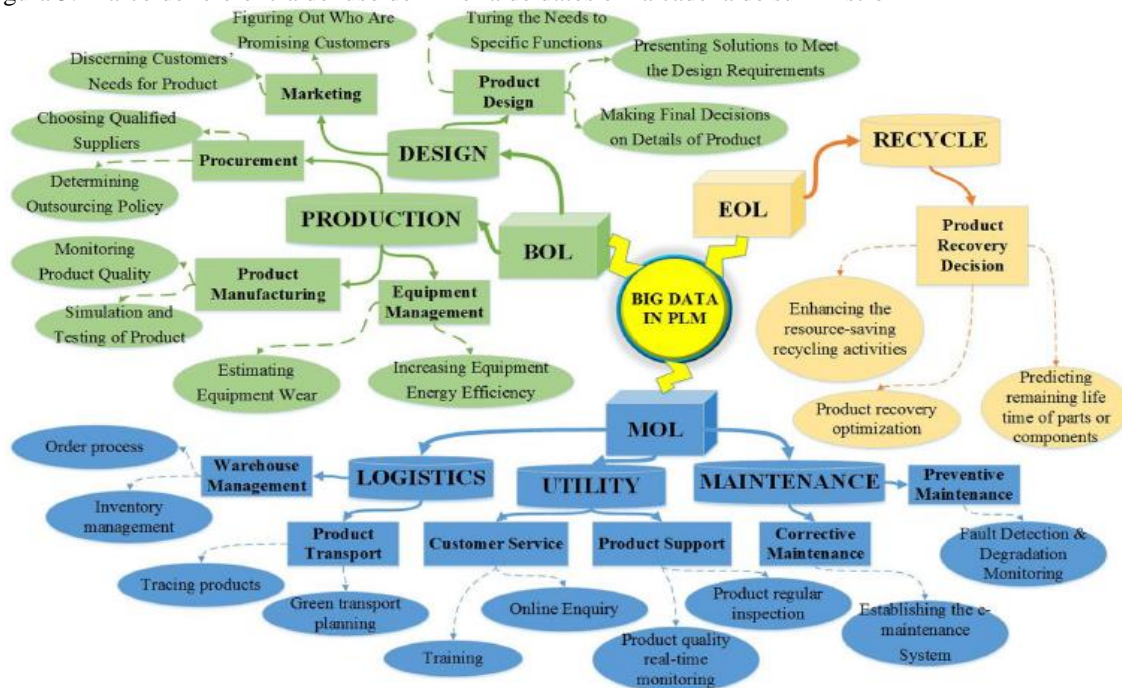 Figuring Out Who Are
Promising Customers
Turing the Needs to
Specific Functions
Discerning Customers'
Needs for Product
Marketing
Product
Design
Presenting Solutions to Meet
the Design Requirements
Choosing Qualified
Suppliers
Procurement
DESIGN
Making Final Decisions
on Details of Product
RECYCLE
Determining
Outsourcing Policy
PRODUCTION
BOL
EOL
Product
Recovery
Decision
Monitoring
Product Quality
Product
Manufacturing
Equipment
Management
Simulation and
Testing of Product
BIG DATA
IN PLM
Enhancing the
resource-saving
recycling activities
Estimating
Equipment Wear
Increasing Equipment
Energy Efficiency
Product recovery
optimization
Predicting
remaining life
time of parts or
components
MOL
Order process
Warehouse
Management
LOGISTICS
UTILITY
MAINTENANCE
Preventive
Maintenance
Inventory
management
Product
Transport
Customer Service
Product Support
Corrective
Maintenance
Fault Detection &
Degradation
Monitoring
Tracing products
Green transport
planning
Online Enquiry
Product regular
inspection
Training
Product quality
real-time
monitoring
Establishing the e-
maintenance
System